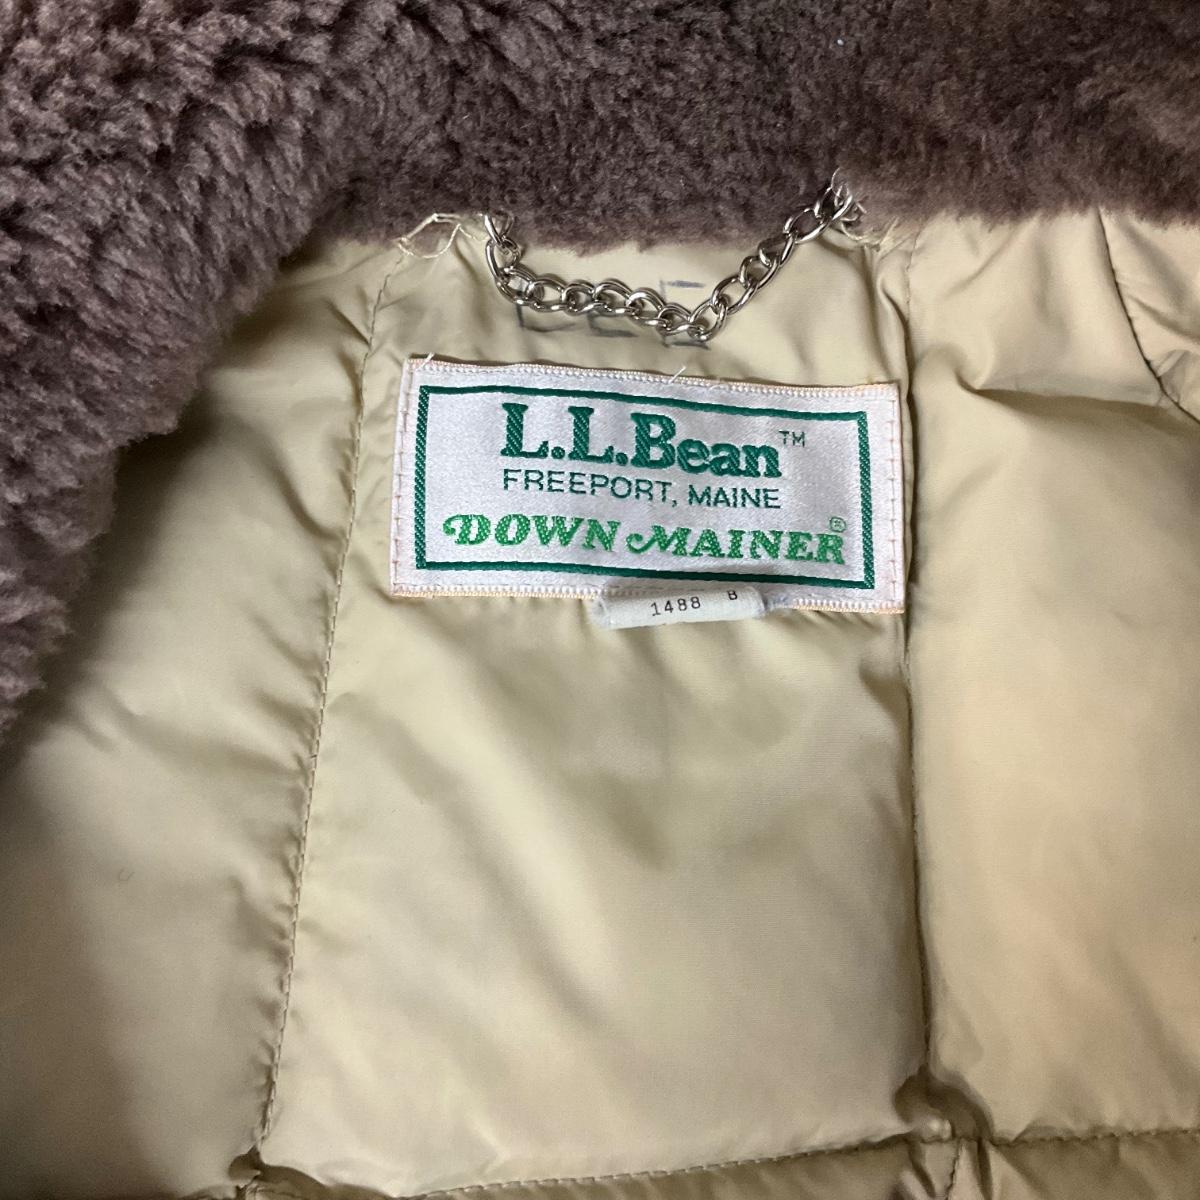 L.L.Bean™
FREEPORT, MAINE
DOWN MAINER®
1488 B